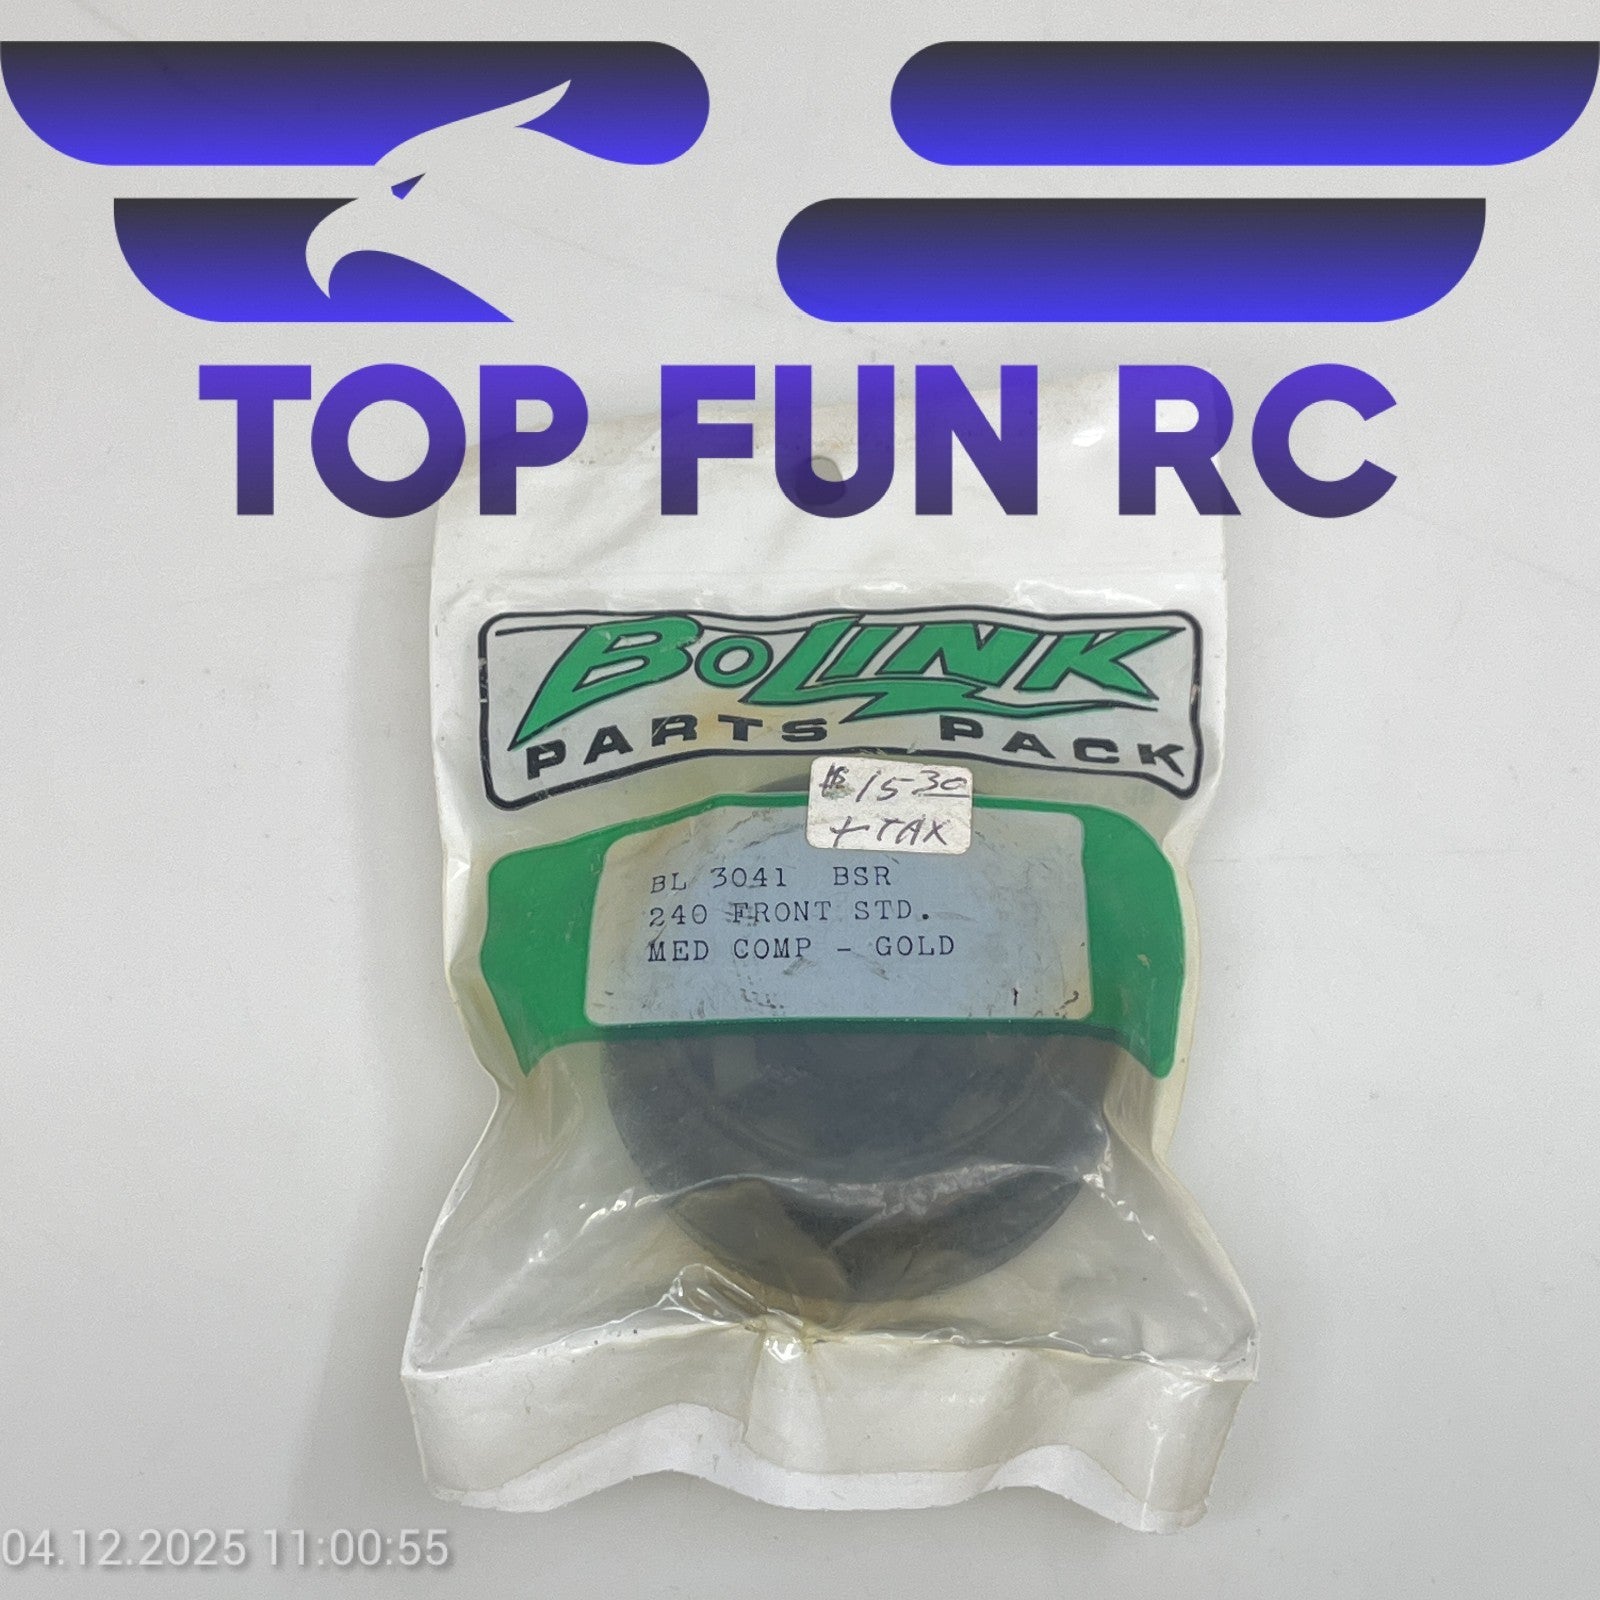 TOP FUN RC
BOLINK
PARTS PACK
$ 15.30
+ TAX
BL 3041 BSR
240 FRONT STD.
MED COMP - GOLD
04.12.2025 11:00:55